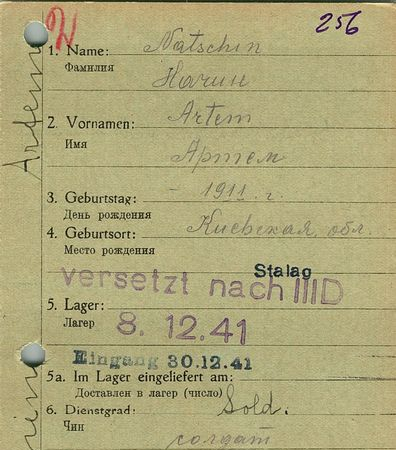 И 256
1. Name: Natschin
Фамилия Начин
2. Vornamen: Artem
Имя Артем
3. Geburtstag: - 1911. г.
День рождения
4. Geburtsort: Киевская, обл.
Место рождения
Stalag
versetzt nach IIID
5. Lager:
Лагер 8. 12. 41
Eingang 30.12.41
5a. Im Lager eingeliefert am:
Доставлен в лагер (число)
6. Dienstgrad: Sold.
Чин солдат
Artem